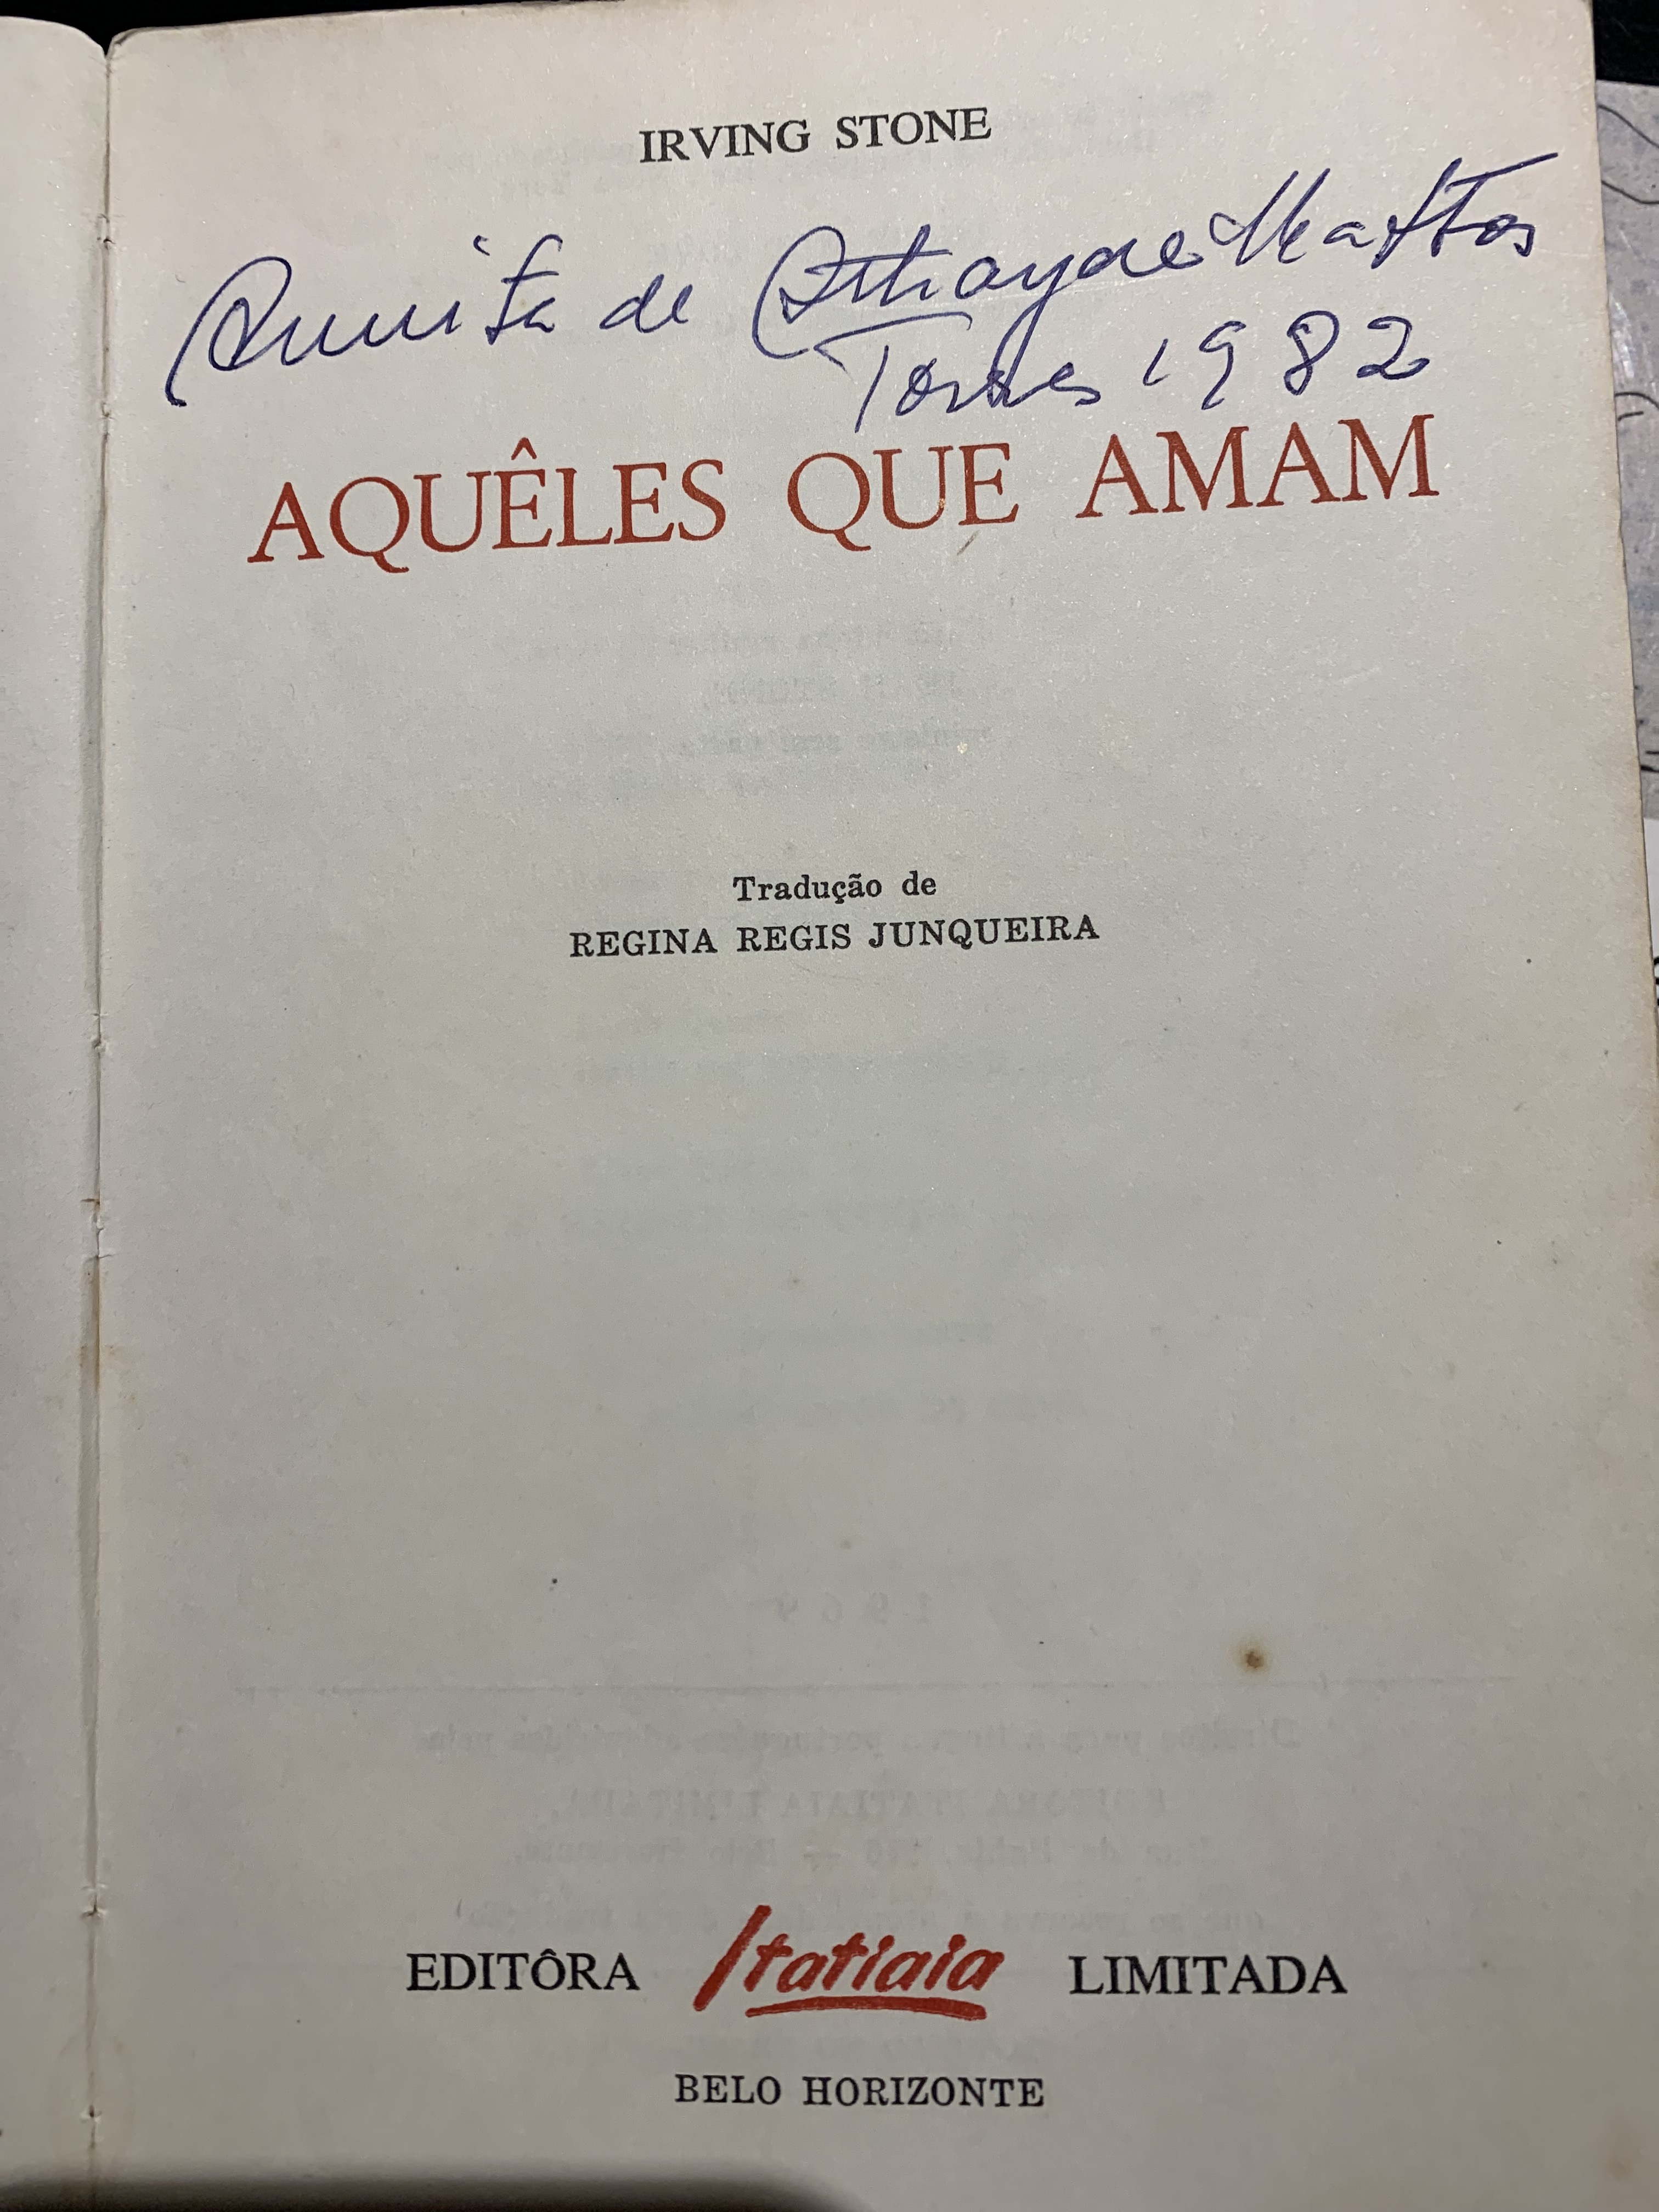 IRVING STONE
Anita de Athayde Mattos
Torres 1982
AQUÊLES QUE AMAM
Tradução de
REGINA REGIS JUNQUEIRA
EDITÔRA Itatiaia LIMITADA
BELO HORIZONTE